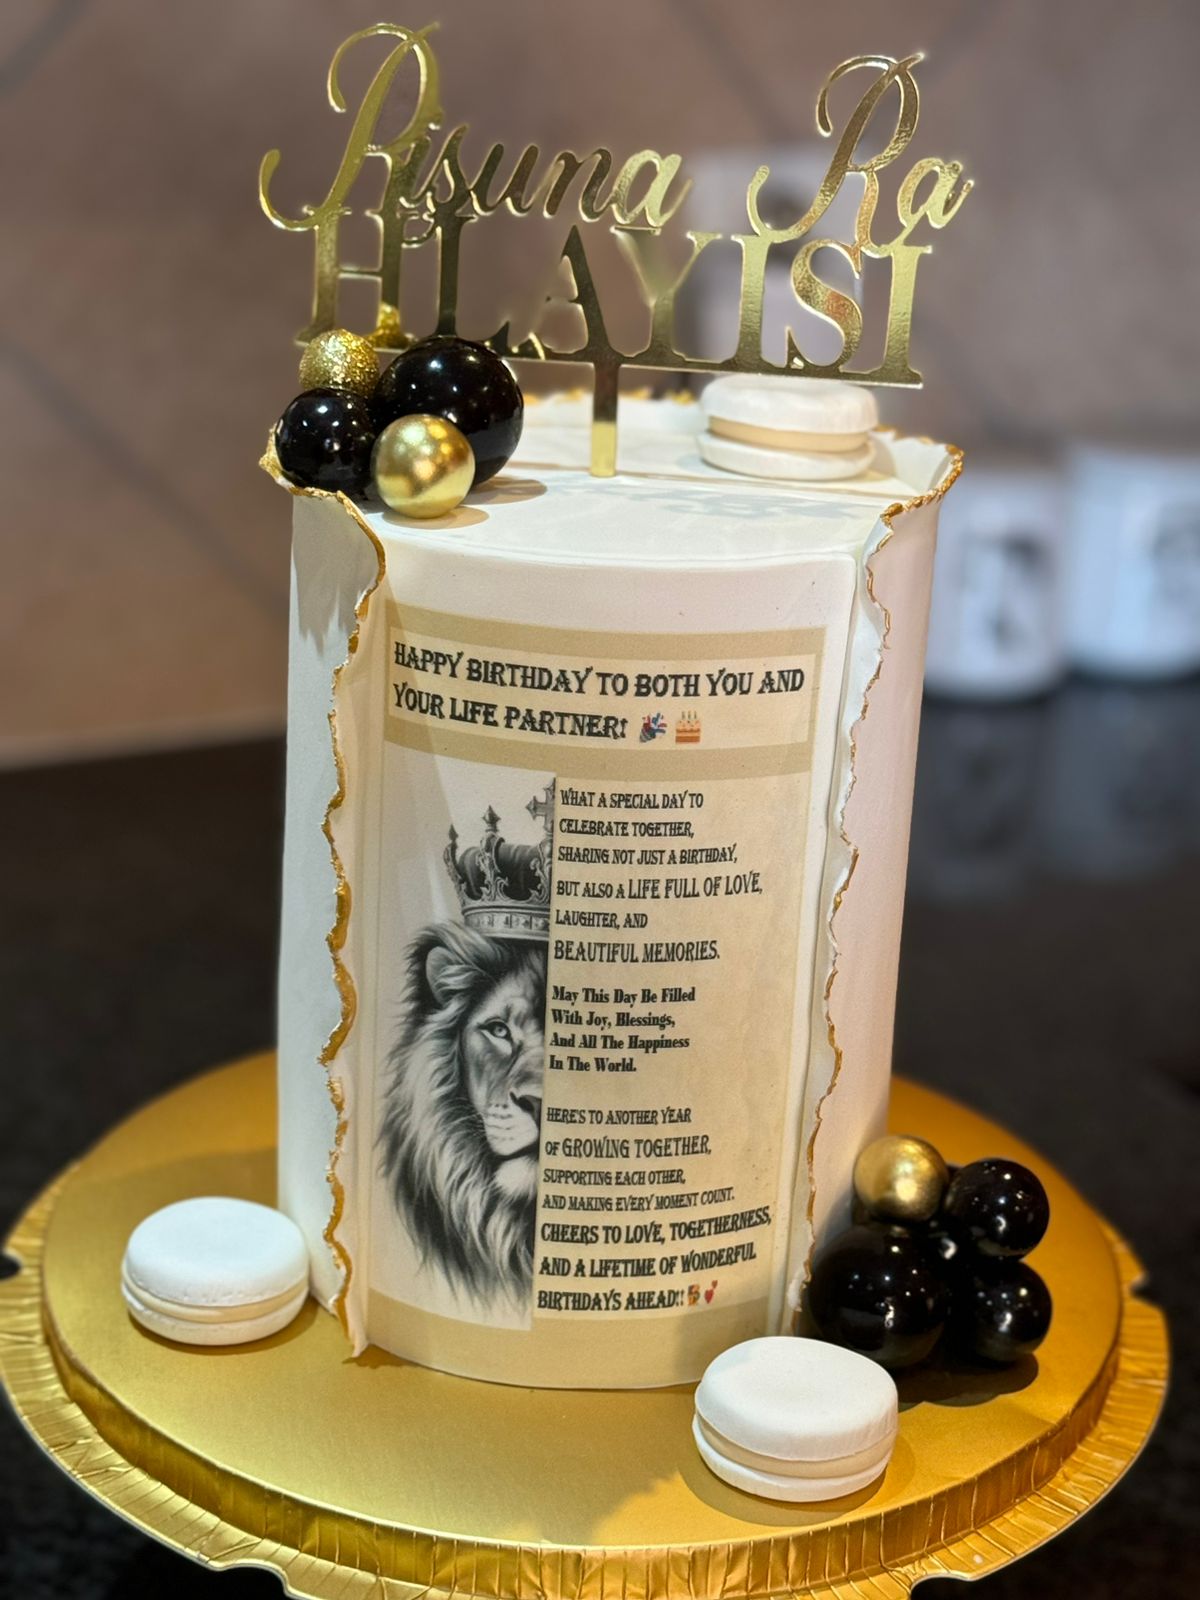 Risuna Ra
HLAYISI
HAPPY BIRTHDAY TO BOTH YOU AND
YOUR LIFE PARTNER! 🎉 🎂
WHAT A SPECIAL DAY TO
CELEBRATE TOGETHER,
SHARING NOT JUST A BIRTHDAY,
BUT ALSO A LIFE FULL OF LOVE,
LAUGHTER, AND
BEAUTIFUL MEMORIES.
May This Day Be Filled
With Joy, Blessings,
And All The Happiness
In The World.
HERE'S TO ANOTHER YEAR
OF GROWING TOGETHER,
SUPPORTING EACH OTHER,
AND MAKING EVERY MOMENT COUNT.
CHEERS TO LOVE, TOGETHERNESS,
AND A LIFETIME OF WONDERFUL
BIRTHDAYS AHEAD!!